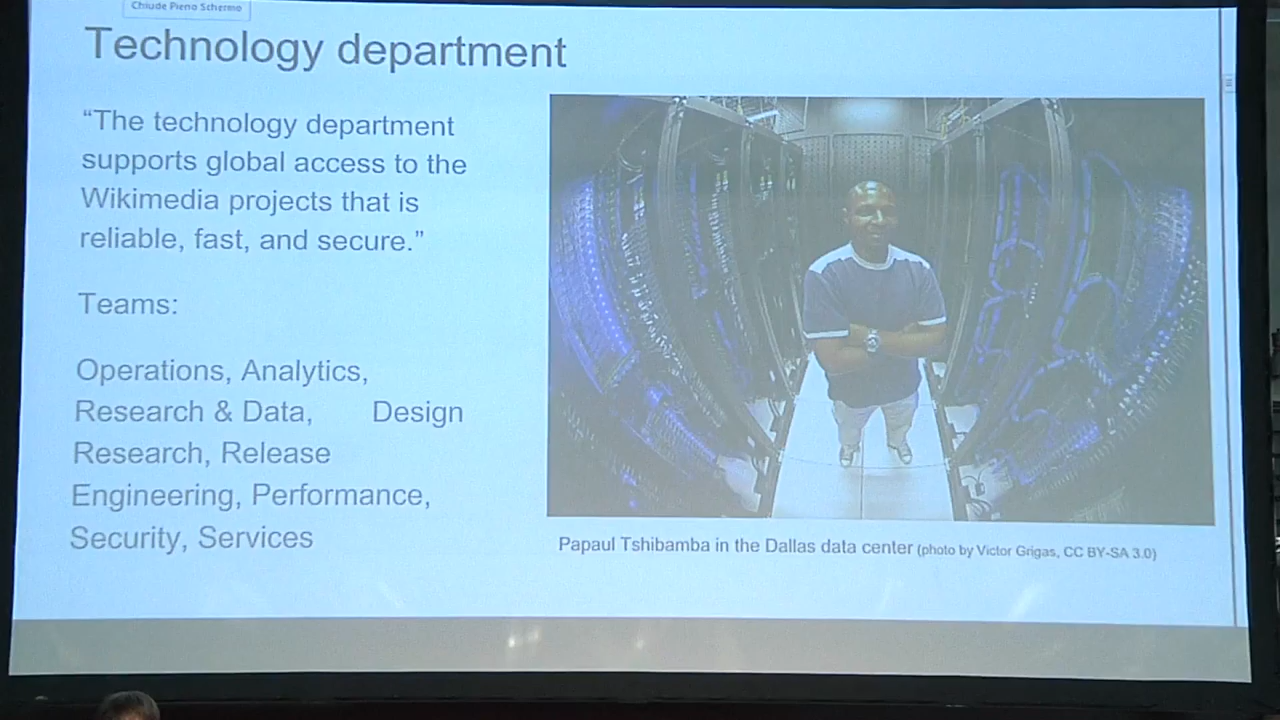 Chiude Pieno Schermo
Technology department
“The technology department
supports global access to the
Wikimedia projects that is
reliable, fast, and secure.”
Teams:
Operations, Analytics,
Research & Data, Design
Research, Release
Engineering, Performance,
Security, Services
Papaul Tshibamba in the Dallas data center (photo by Victor Grigas, CC BY-SA 3.0)